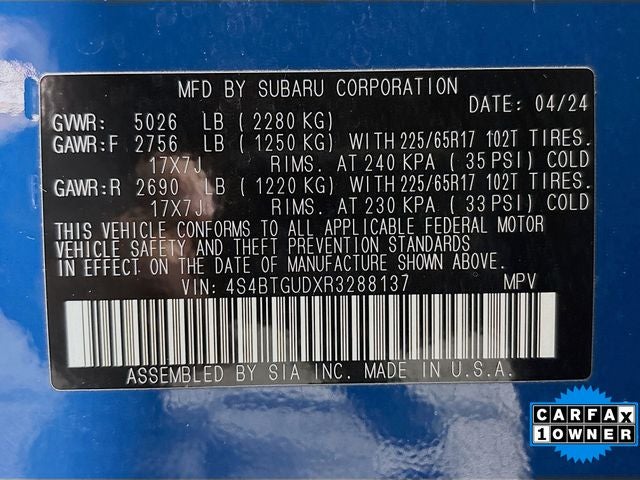 MFD BY SUBARU CORPORATION
DATE: 04/24
GVWR: 5026 LB ( 2280 KG)
GAWR:F 2756 LB ( 1250 KG) WITH 225/65R17 102T TIRES.
17X7J RIMS. AT 240 KPA ( 35 PSI) COLD
GAWR:R 2690 LB ( 1220 KG) WITH 225/65R17 102T TIRES.
17X7J RIMS. AT 230 KPA ( 33 PSI) COLD
THIS VEHICLE CONFORMS TO ALL APPLICABLE FEDERAL MOTOR
VEHICLE SAFETY AND THEFT PREVENTION STANDARDS
IN EFFECT ON THE DATE OF MANUFACTURE SHOWN ABOVE.
VIN: 4S4BTGUDXR3288137 MPV
ASSEMBLED BY SIA INC. MADE IN U.S.A.
CARFAX
1 OWNER